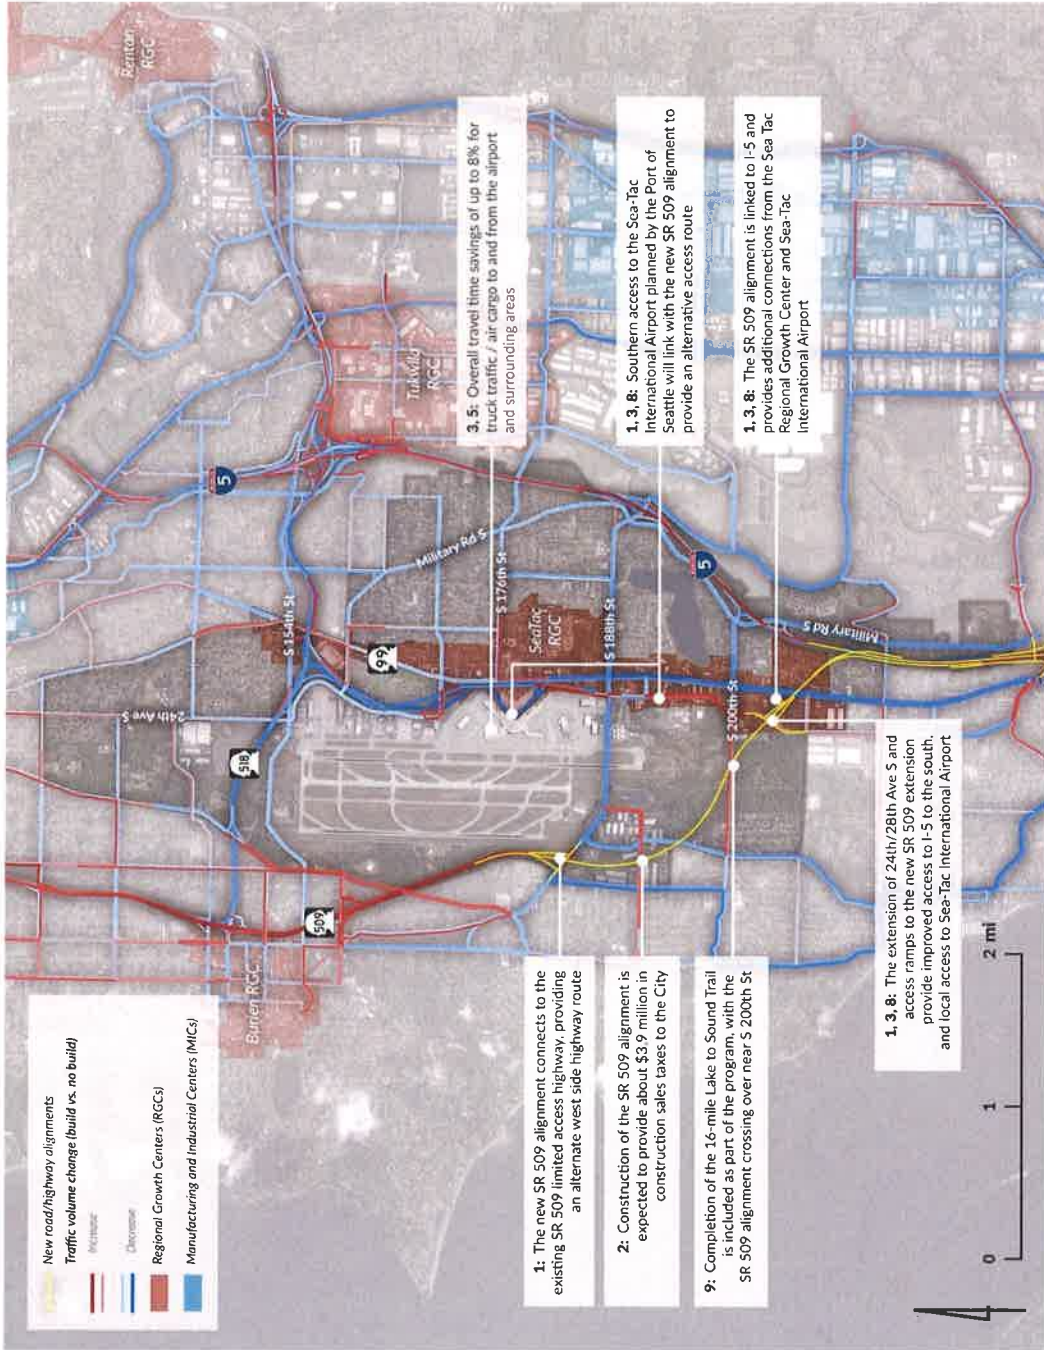 New road/highway alignments
Traffic volume change (build vs. no build)
Increase
Decrease
Regional Growth Centers (RGCs)
Manufacturing and Industrial Centers (MICs)
Renton
RGC
Burien RGC
Tukwila
RGC
SeaTac
RGC
509
518
99
5
5
24th Ave S
S 154th St
Military Rd S
S 176th St
S 188th St
S 200th St
Military Rd S
1: The new SR 509 alignment connects to the
existing SR 509 limited access highway, providing
an alternate west side highway route
2: Construction of the SR 509 alignment is
expected to provide about $3.9 million in
construction sales taxes to the City
9: Completion of the 16-mile Lake to Sound Trail
is included as part of the program, with the
SR 509 alignment crossing over near S 200th St
1, 3, 8: The extension of 24th/28th Ave S and
access ramps to the new SR 509 extension
provide improved access to I-5 to the south,
and local access to Sea-Tac International Airport
3, 5: Overall travel time savings of up to 8% for
truck traffic / air cargo to and from the airport
and surrounding areas
1, 3, 8: Southern access to the Sea-Tac
International Airport planned by the Port of
Seattle will link with the new SR 509 alignment to
provide an alternative access route
1, 3, 8: The SR 509 alignment is linked to I-5 and
provides additional connections from the Sea Tac
Regional Growth Center and Sea-Tac
International Airport
0 1 2 mi